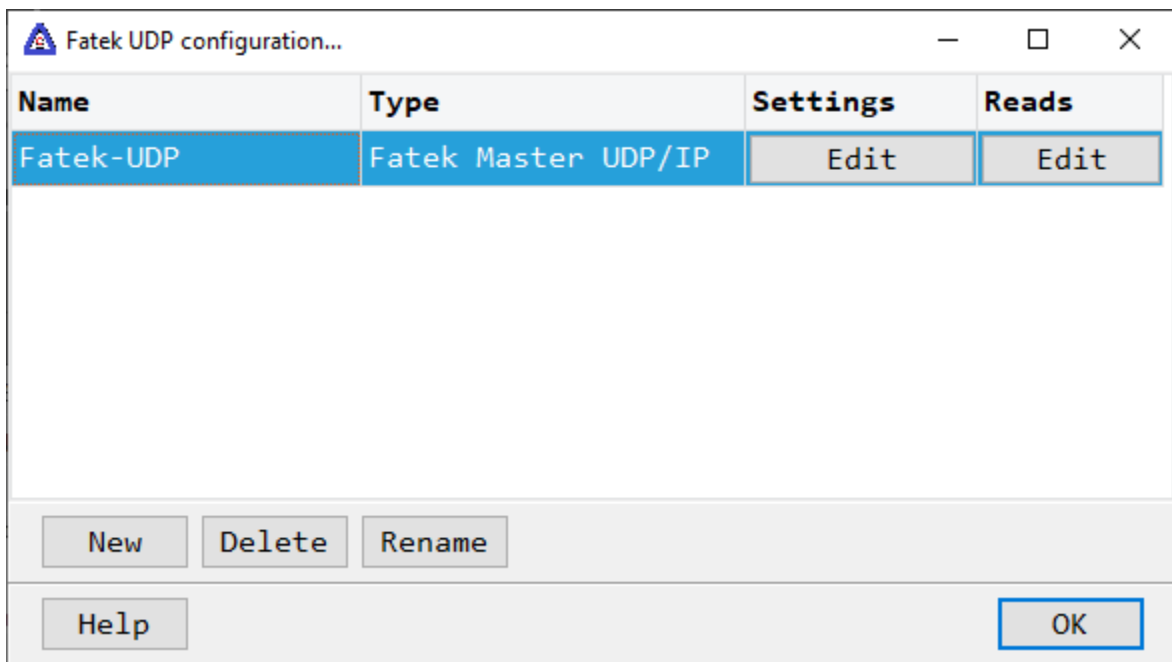 Fatek UDP configuration...
Name Type Settings Reads
Fatek-UDP Fatek Master UDP/IP Edit Edit
New Delete Rename
Help OK